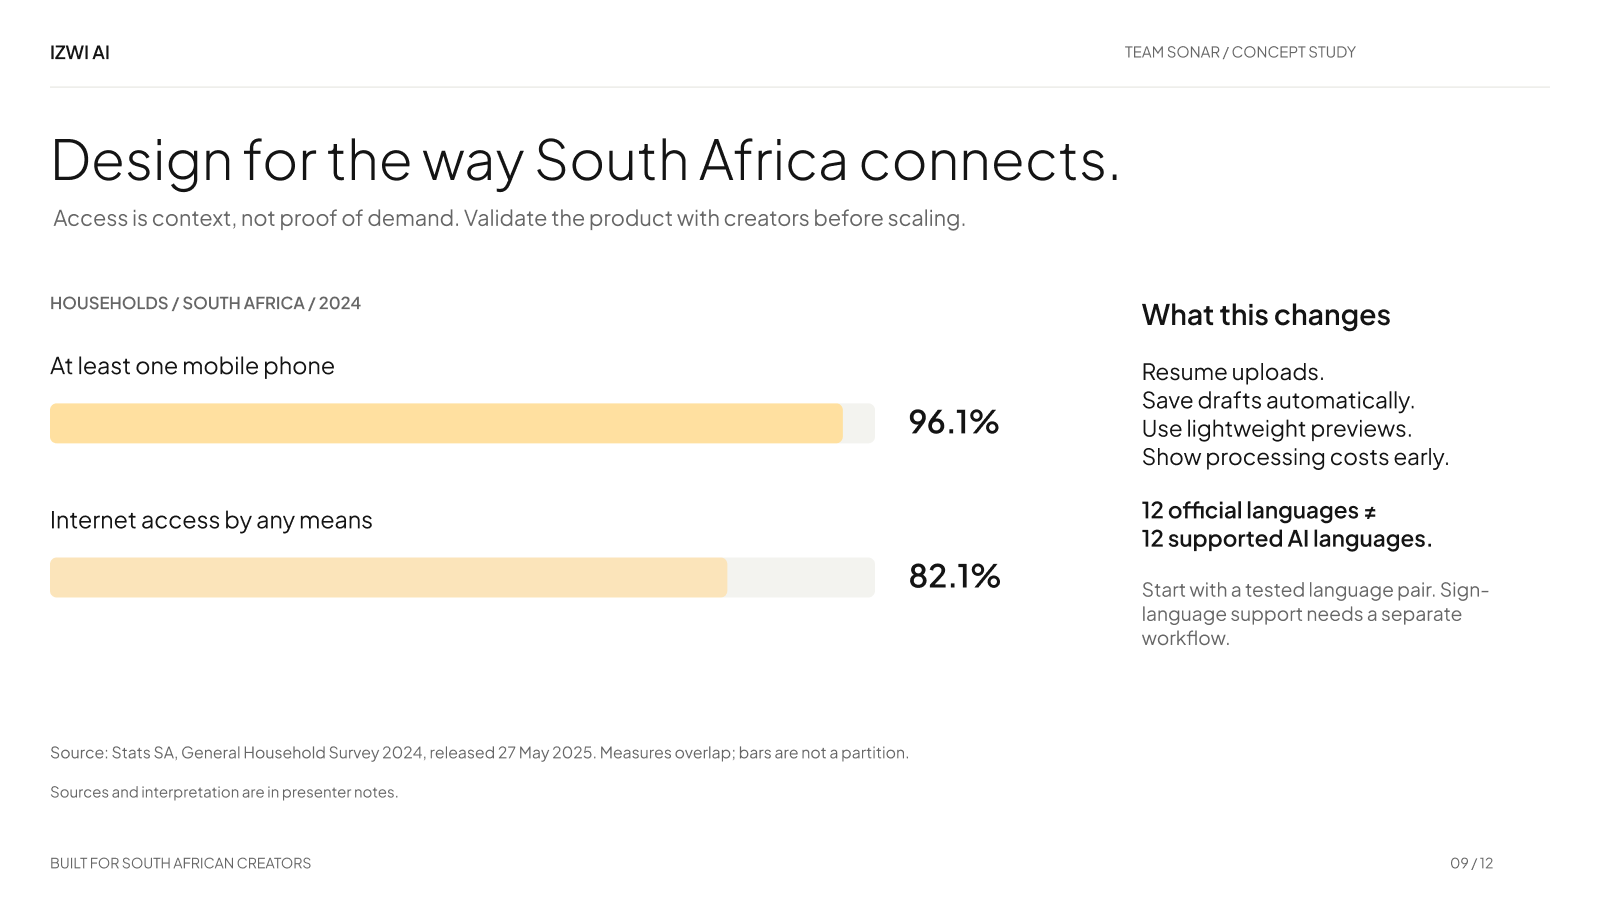 IZWI AI
TEAM SONAR / CONCEPT STUDY
Design for the way South Africa connects.
Access is context, not proof of demand. Validate the product with creators before scaling.
HOUSEHOLDS / SOUTH AFRICA / 2024
At least one mobile phone
96.1%
Internet access by any means
82.1%
What this changes
Resume uploads.
Save drafts automatically.
Use lightweight previews.
Show processing costs early.
12 official languages ≠
12 supported AI languages.
Start with a tested language pair. Sign-
language support needs a separate
workflow.
Source: Stats SA, General Household Survey 2024, released 27 May 2025. Measures overlap; bars are not a partition.
Sources and interpretation are in presenter notes.
BUILT FOR SOUTH AFRICAN CREATORS
09 / 12